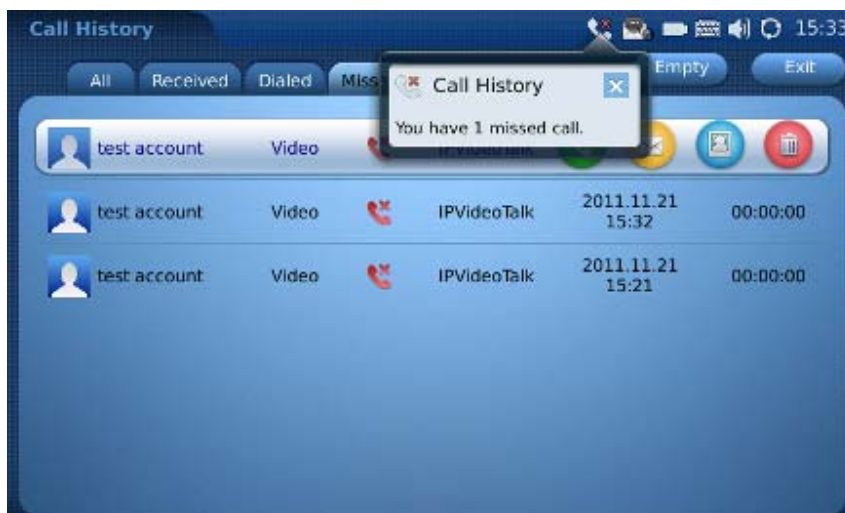 Call History
15:33
All
Received
Dialed
Miss
Empty
Exit
Call History
You have 1 missed call.
test account
Video
IPVideoTalk
test account
Video
IPVideoTalk
2011.11.21
15:32
00:00:00
test account
Video
IPVideoTalk
2011.11.21
15:21
00:00:00